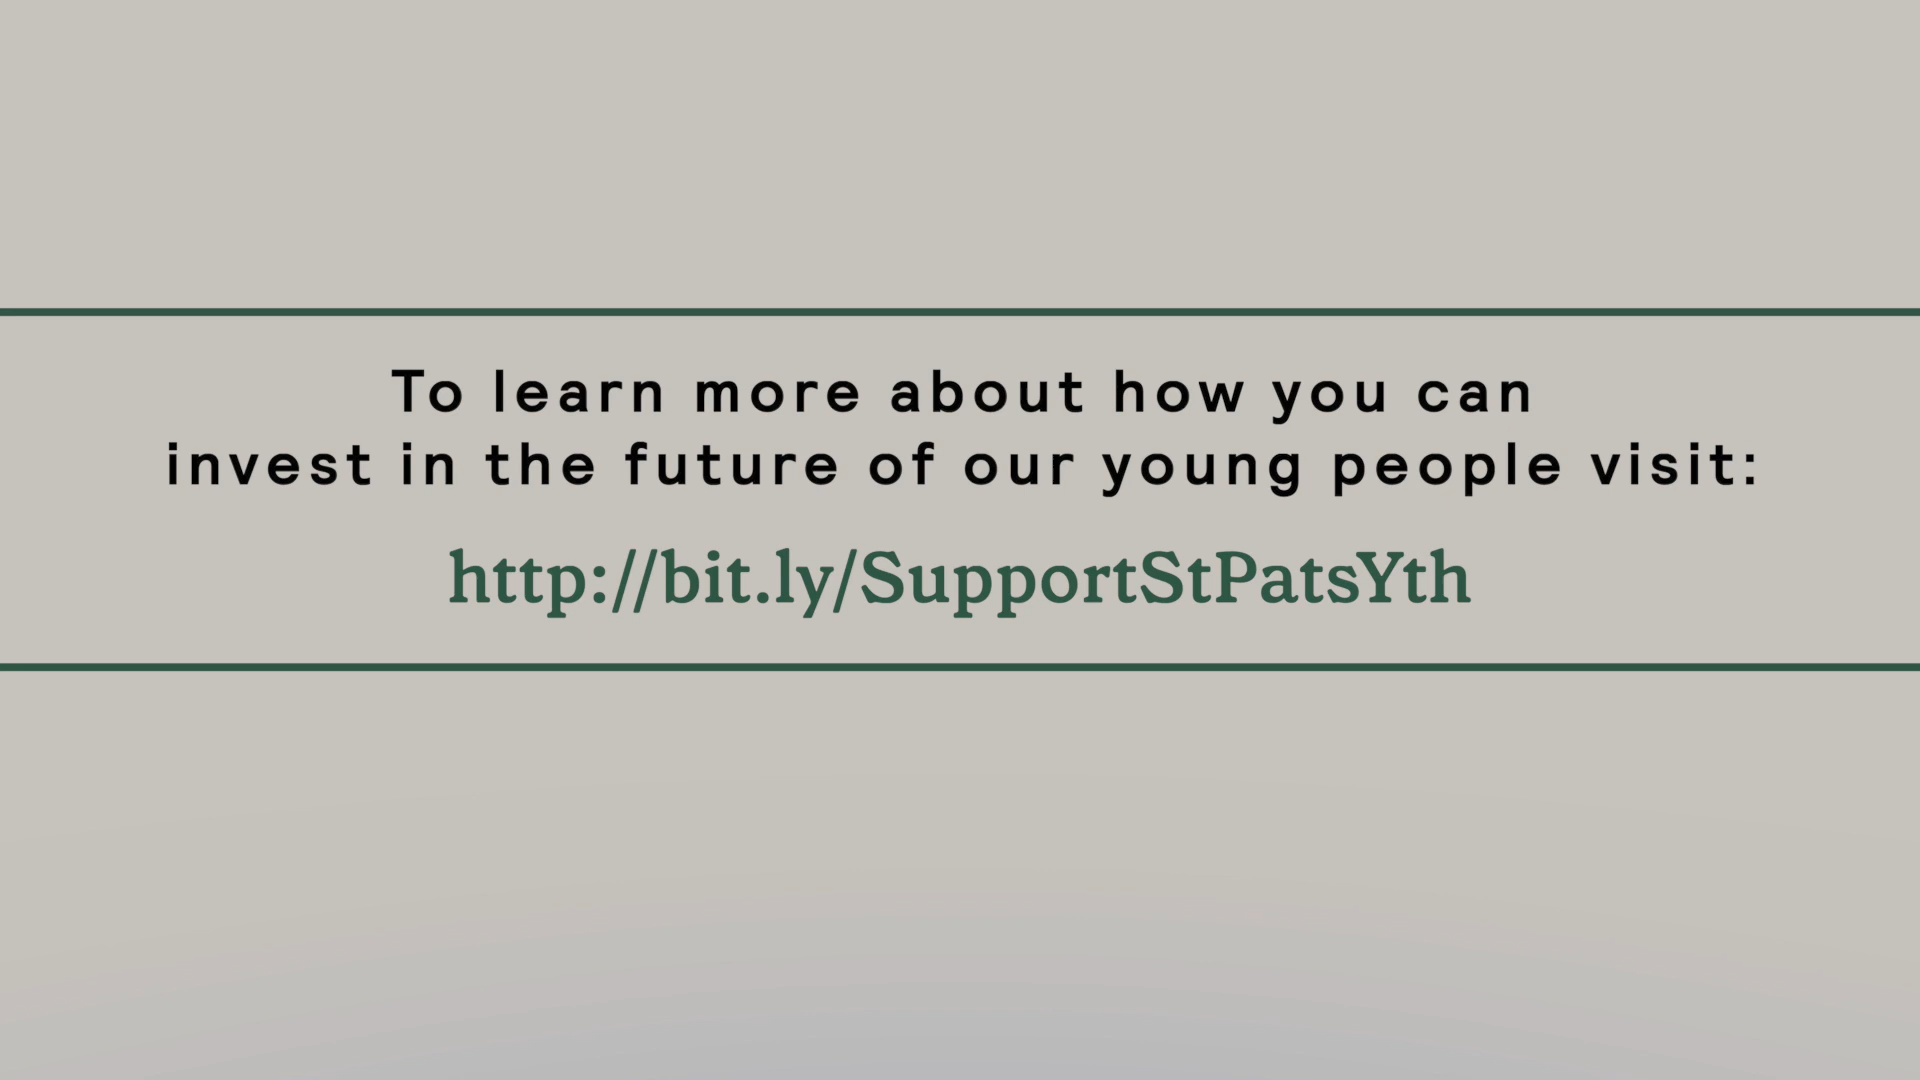 To learn more about how you can
invest in the future of our young people visit:
http://bit.ly/SupportStPatsYth